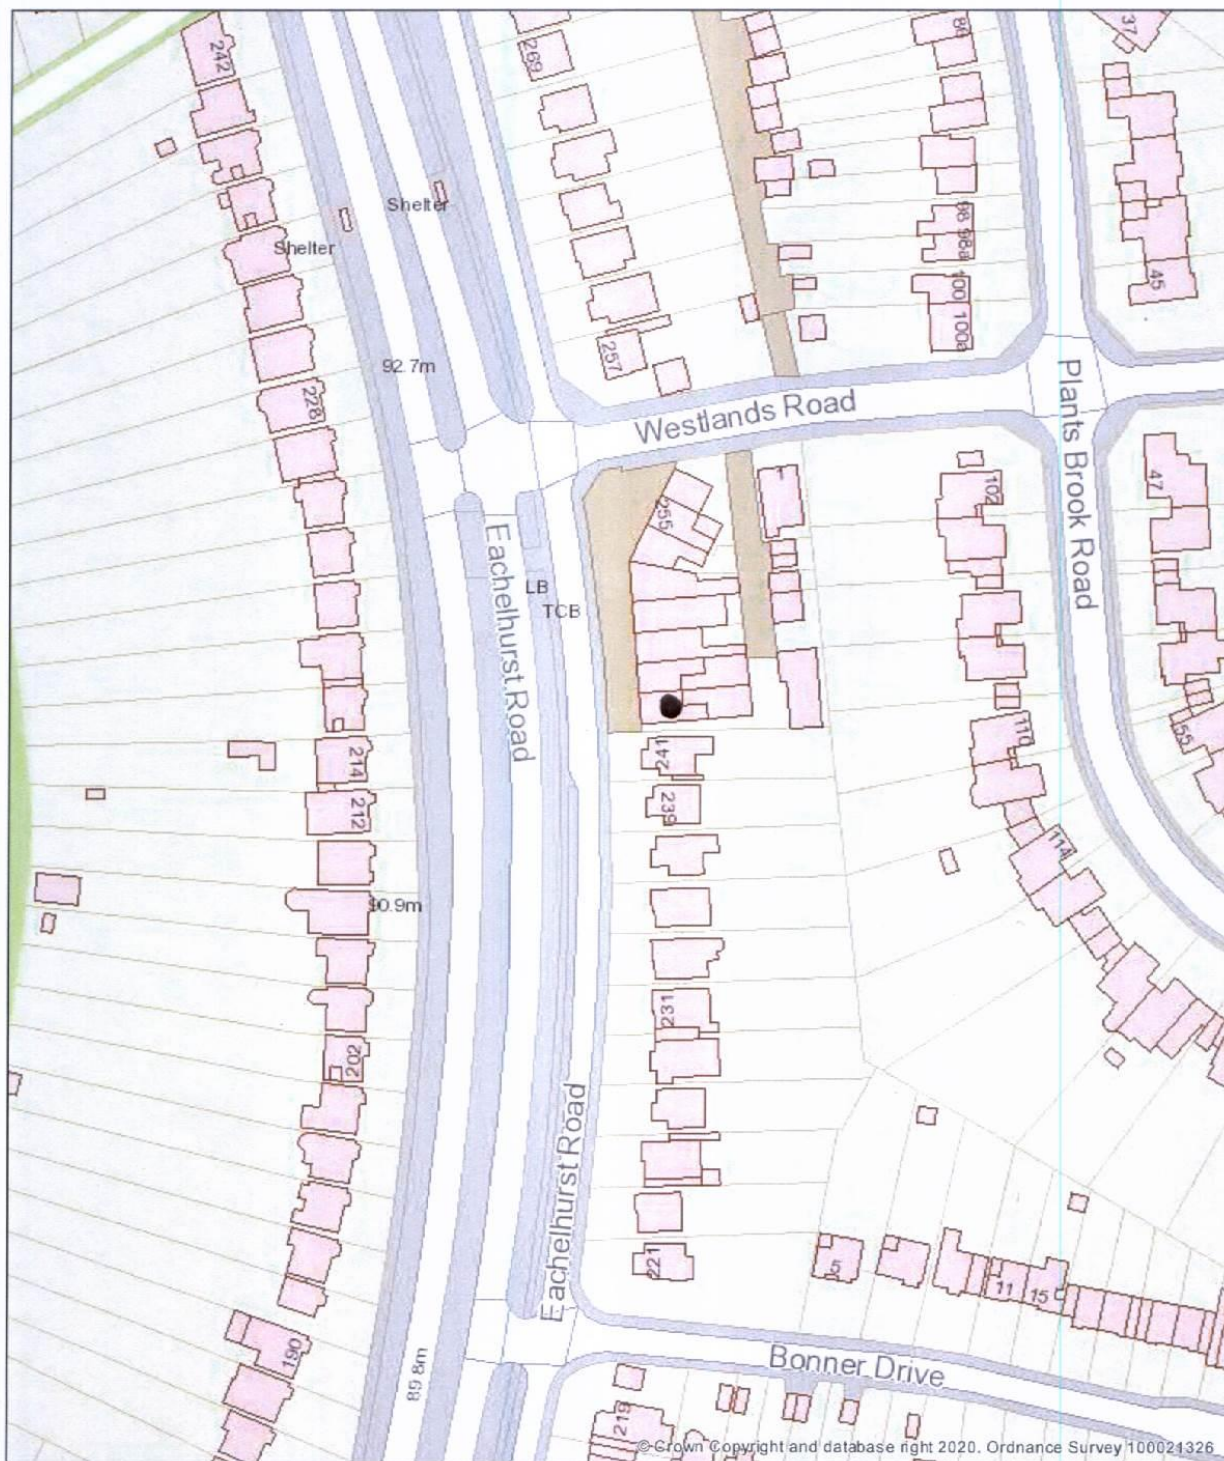 242
269
86
37
Shelter
Shelter
98 98a
100 100a
45
257
92.7m
228
Westlands Road
Plants Brook Road
255
1
102
47
Eachelhurst Road
LB
TCB
241
239
214
212
110
55
114
90.9m
231
202
Eachelhurst Road
221
5
11
15
190
89.8m
Bonner Drive
219
© Crown Copyright and database right 2020. Ordnance Survey 100021326